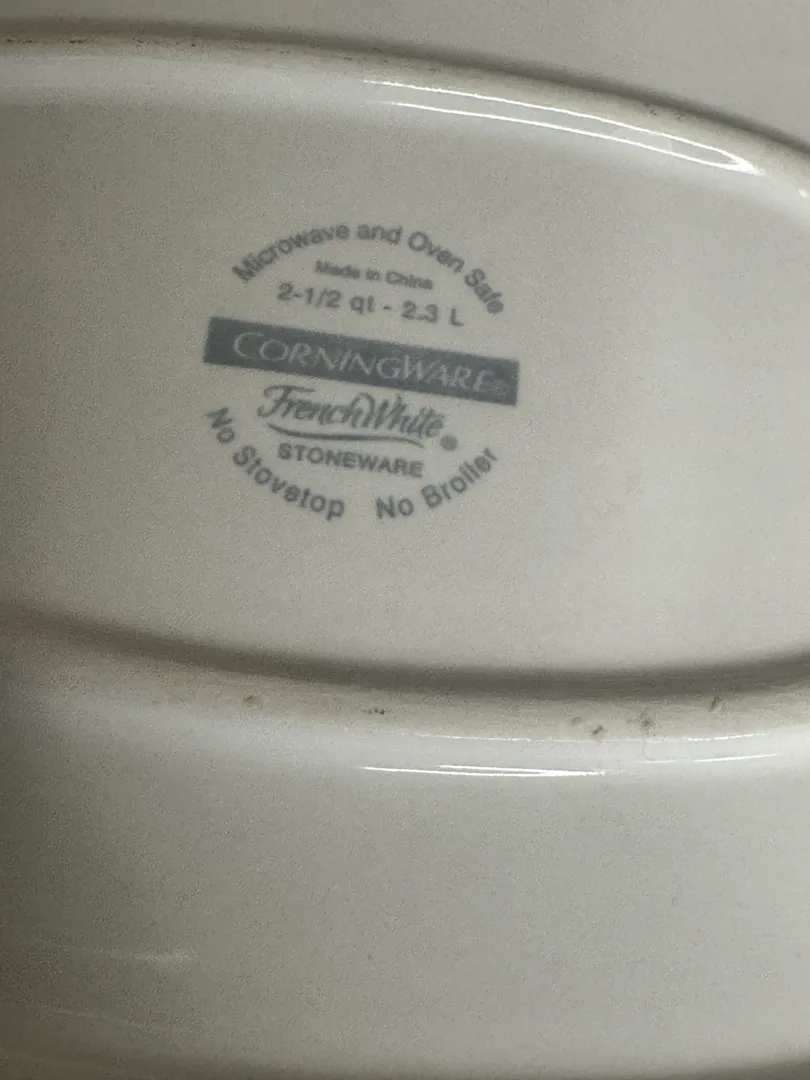 Microwave and Oven Safe
Made in China
2-1/2 qt - 2.3 L
CORNINGWARE®
French White®
STONEWARE
No Stovetop No Broiler